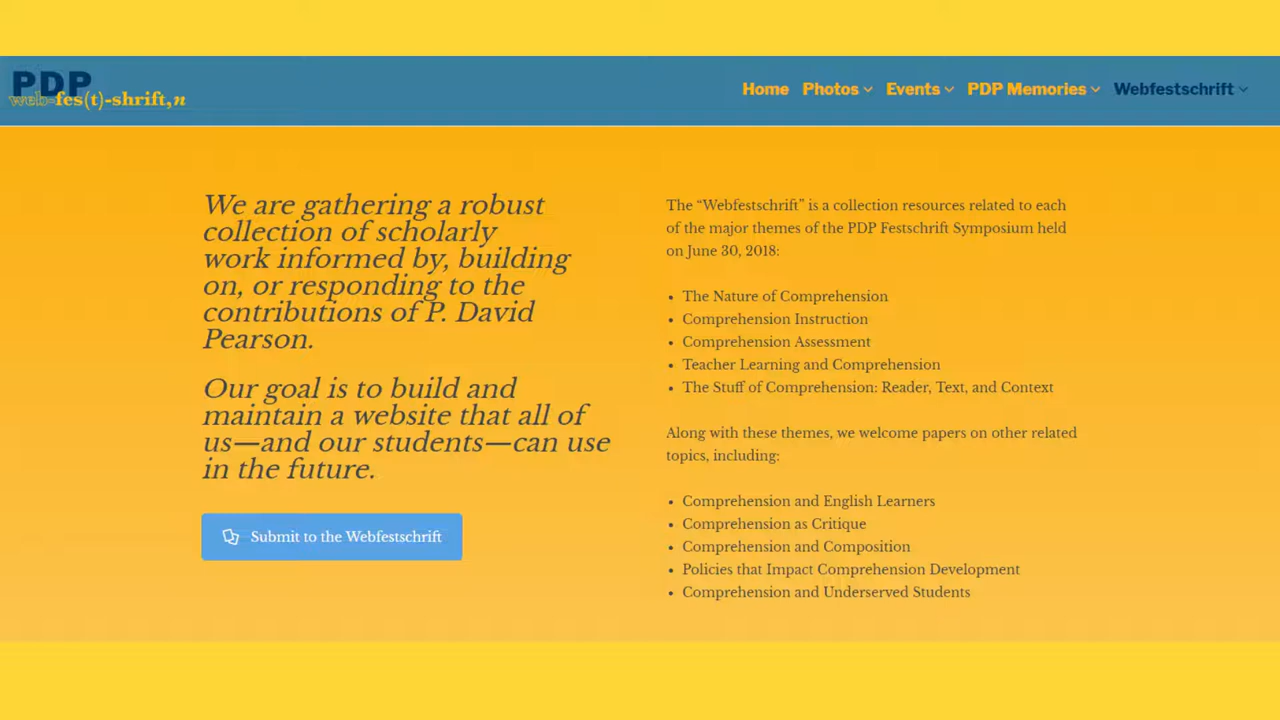 PDP
web-fes(t)-shrift,n
Home Photos Events PDP Memories Webfestschrift
We are gathering a robust
collection of scholarly
work informed by, building
on, or responding to the
contributions of P. David
Pearson.
Our goal is to build and
maintain a website that all of
us—and our students—can use
in the future.
Submit to the Webfestschrift
The “Webfestschrift” is a collection resources related to each
of the major themes of the PDP Festschrift Symposium held
on June 30, 2018:
• The Nature of Comprehension
• Comprehension Instruction
• Comprehension Assessment
• Teacher Learning and Comprehension
• The Stuff of Comprehension: Reader, Text, and Context
Along with these themes, we welcome papers on other related
topics, including:
• Comprehension and English Learners
• Comprehension as Critique
• Comprehension and Composition
• Policies that Impact Comprehension Development
• Comprehension and Underserved Students